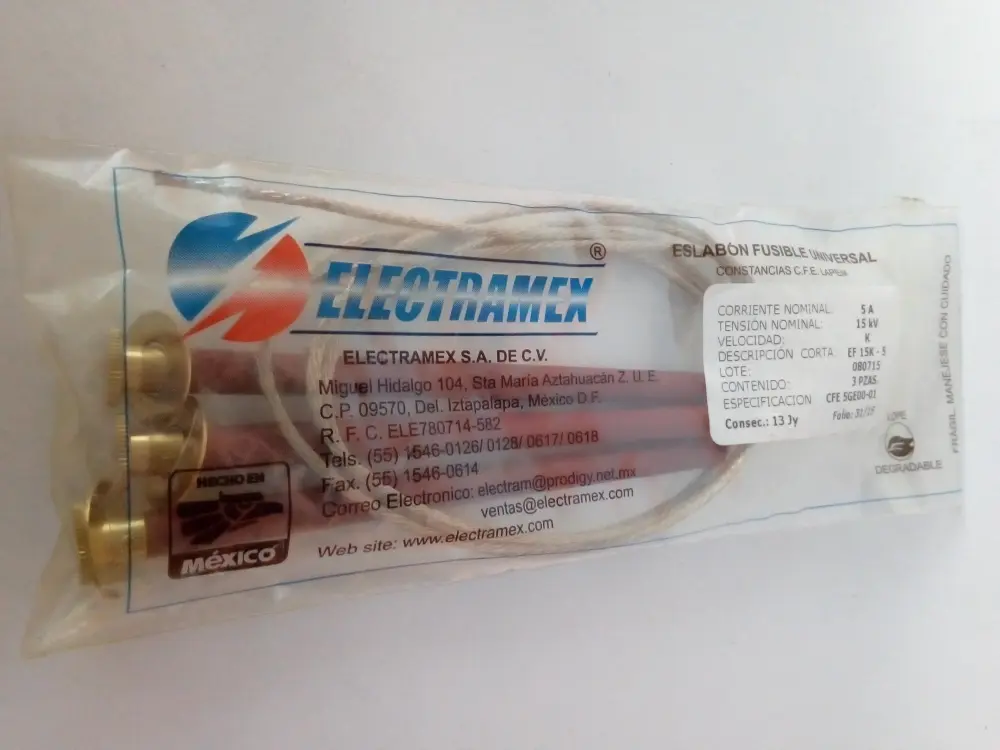 ELECTRAMEX ®
ELECTRAMEX S.A. DE C.V.
Miguel Hidalgo 104, Sta María Aztahuacán Z. U. E.
C.P. 09570, Del. Iztapalapa, México D.F.
R. F. C. ELE780714-582
Tels. (55) 1546-0126/ 0128/ 0617/ 0618
Fax. (55) 1546-0614
Correo Electronico: electram@prodigy.net.mx
ventas@electramex.com
Web site: www.electramex.com
HECHO EN
MéXICO
ESLABÓN FUSIBLE UNIVERSAL
CONSTANCIAS C.F.E. LAPEM
CORRIENTE NOMINAL: 5 A
TENSIÓN NOMINAL: 15 kV
VELOCIDAD: K
DESCRIPCIÓN CORTA EF 15K - 5
LOTE: 080715
CONTENIDO: 3 PZAS.
ESPECIFICACION CFE 5GE00-01
Consec.: 13 Jy Folio:
DEGRADABLE
FRÁGIL MANEJESE CON CUIDADO